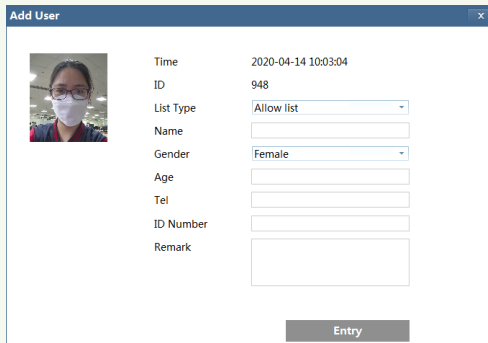 Add User
x
Time 2020-04-14 10:03:04
ID 948
List Type Allow list
Name
Gender Female
Age
Tel
ID Number
Remark
Entry